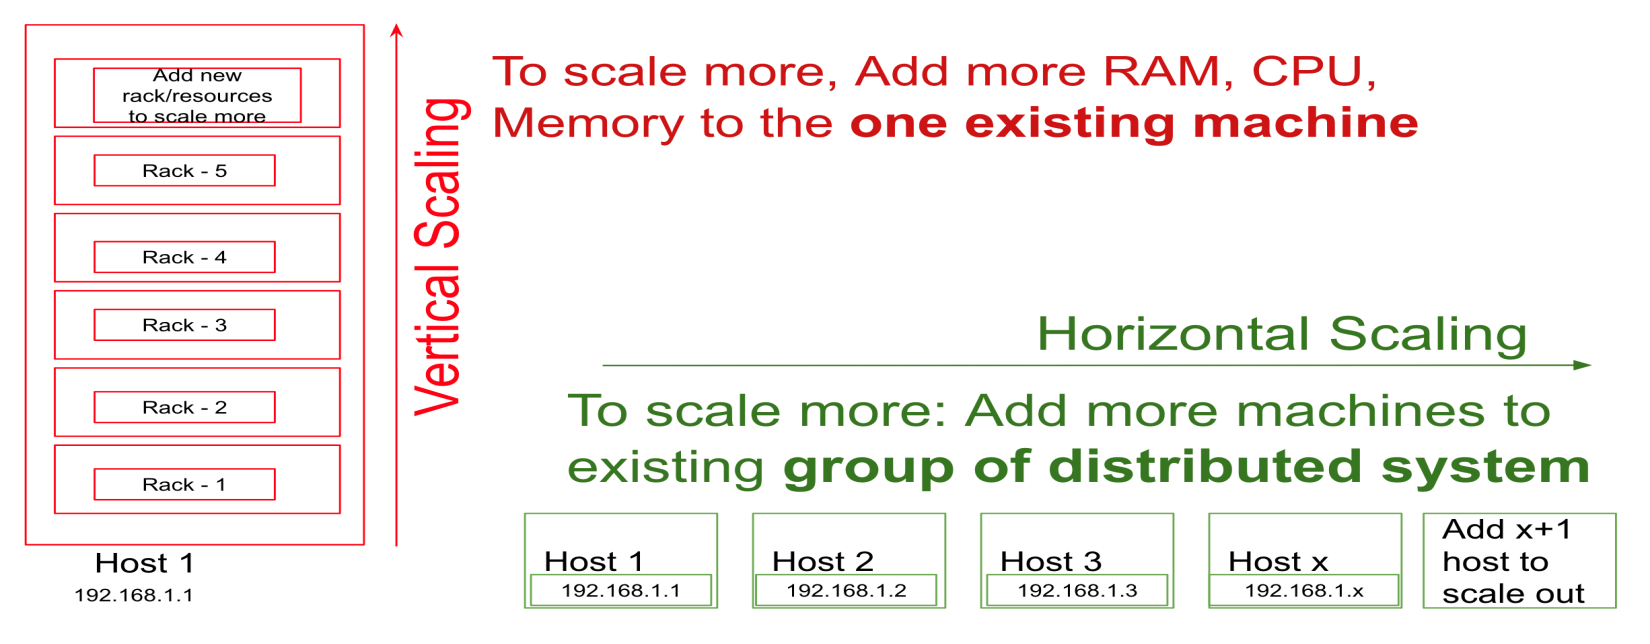 Add new
rack/resources
to scale more
Rack - 5
Rack - 4
Rack - 3
Rack - 2
Rack - 1
Host 1
192.168.1.1
Vertical Scaling
To scale more, Add more RAM, CPU,
Memory to the one existing machine
Horizontal Scaling
To scale more: Add more machines to
existing group of distributed system
Host 1
192.168.1.1
Host 2
192.168.1.2
Host 3
192.168.1.3
Host x
192.168.1.x
Add x+1
host to
scale out